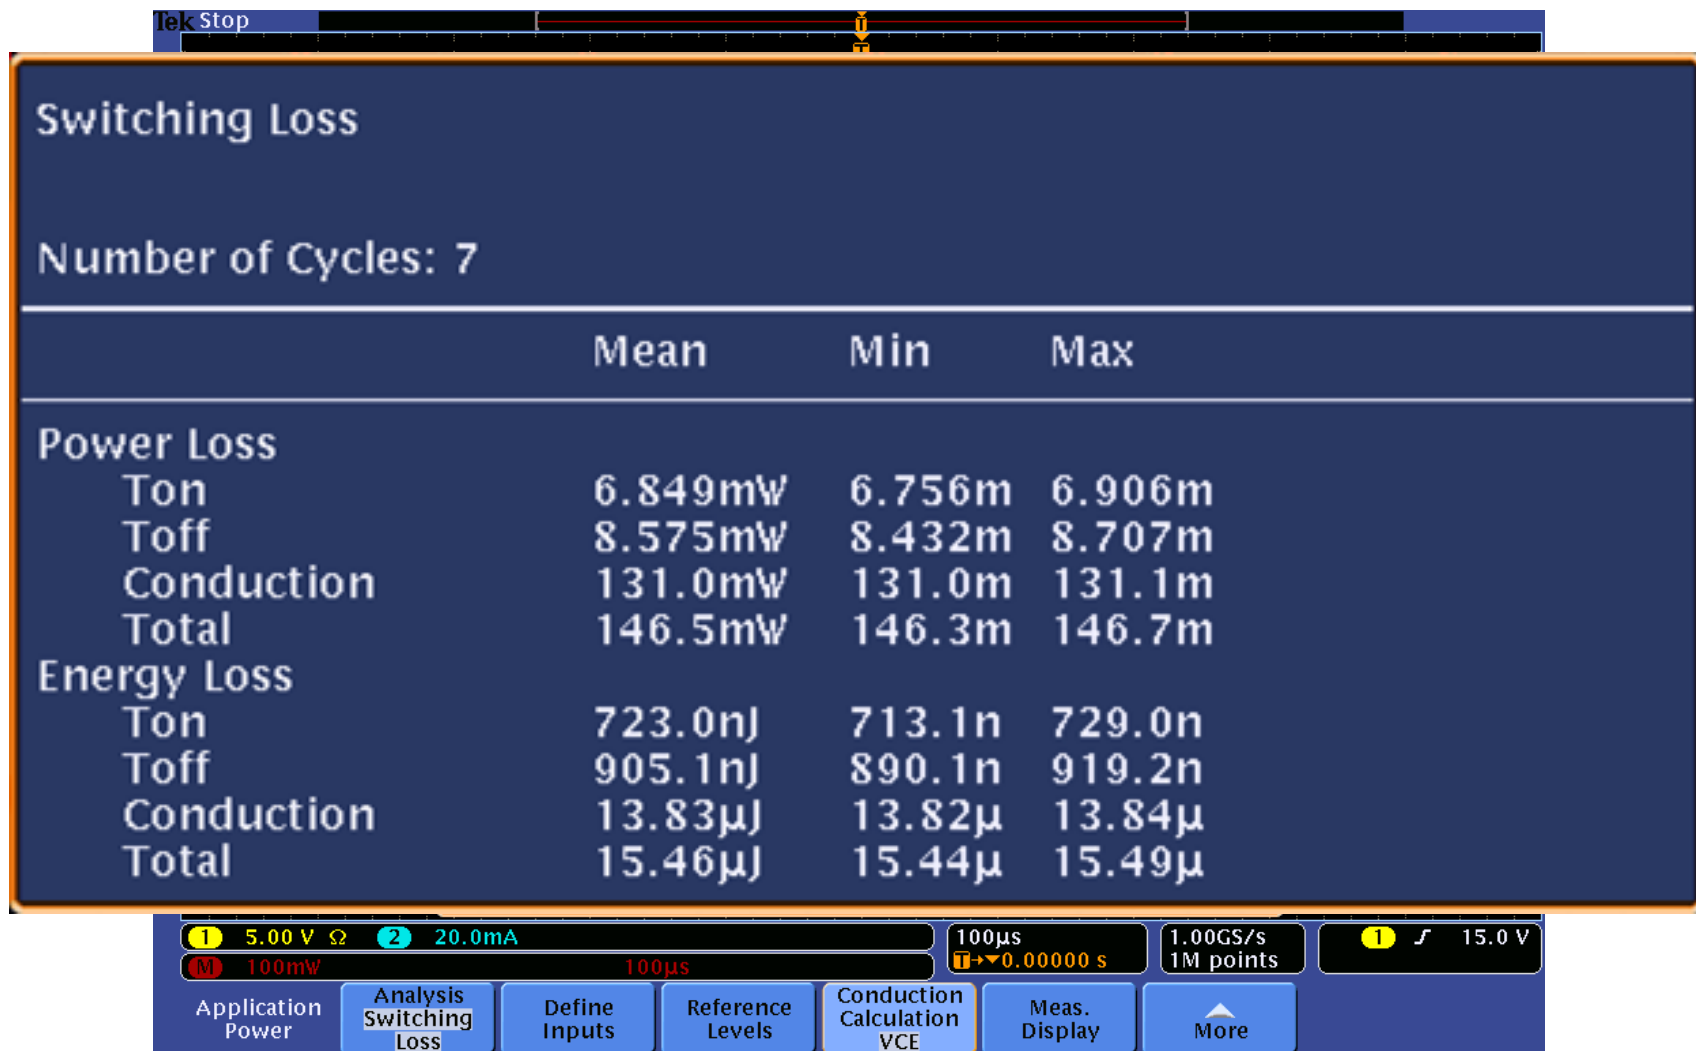 Tek Stop
T
T
Switching Loss
Number of Cycles: 7
Mean Min Max
Power Loss
Ton 6.849mW 6.756m 6.906m
Toff 8.575mW 8.432m 8.707m
Conduction 131.0mW 131.0m 131.1m
Total 146.5mW 146.3m 146.7m
Energy Loss
Ton 723.0nJ 713.1n 729.0n
Toff 905.1nJ 890.1n 919.2n
Conduction 13.83µJ 13.82µ 13.84µ
Total 15.46µJ 15.44µ 15.49µ
1 5.00 V Ω 2 20.0mA 100µs 1.00GS/s 1 15.0 V
M 100mW 100µs T→▼0.00000 s 1M points
Application Power
Analysis Switching Loss
Define Inputs
Reference Levels
Conduction Calculation VCE
Meas. Display
More